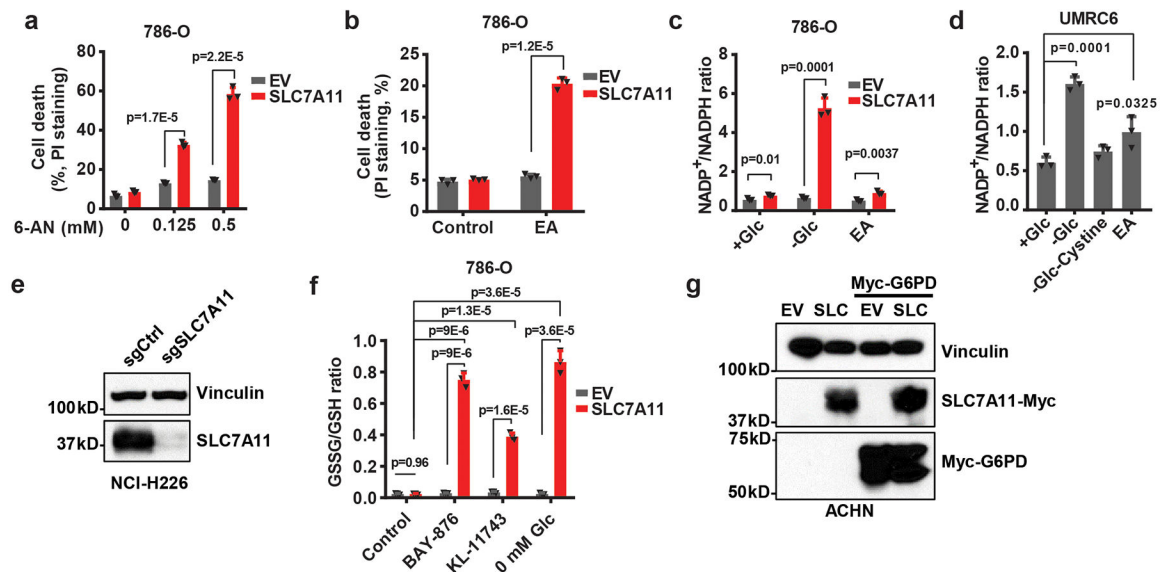 a
786-O
Cell death
(%, PI staining)
80
60
40
20
0
p=1.7E-5
p=2.2E-5
EV
SLC7A11
6-AN (mM)
0
0.125
0.5
b
786-O
Cell death
(PI staining, %)
25
20
15
10
5
0
p=1.2E-5
EV
SLC7A11
Control
EA
c
786-O
NADP+/NADPH ratio
8
6
4
2
0
p=0.01
p=0.0001
p=0.0037
EV
SLC7A11
+Glc
-Glc
EA
d
UMRC6
NADP+/NADPH ratio
2.0
1.5
1.0
0.5
0.0
p=0.0001
p=0.0325
+Glc
-Glc
-Glc-Cystine
EA
e
sgCtrl
sgSLC7A11
100kD
Vinculin
37kD
SLC7A11
NCI-H226
f
786-O
GSSG/GSH ratio
1.0
0.8
0.6
0.4
0.2
0.0
p=3.6E-5
p=1.3E-5
p=9E-6
p=9E-6
p=3.6E-5
p=1.6E-5
p=0.96
EV
SLC7A11
Control
BAY-876
KL-11743
0 mM Glc
g
Myc-G6PD
EV SLC EV SLC
100kD
Vinculin
37kD
SLC7A11-Myc
75kD
Myc-G6PD
50kD
ACHN